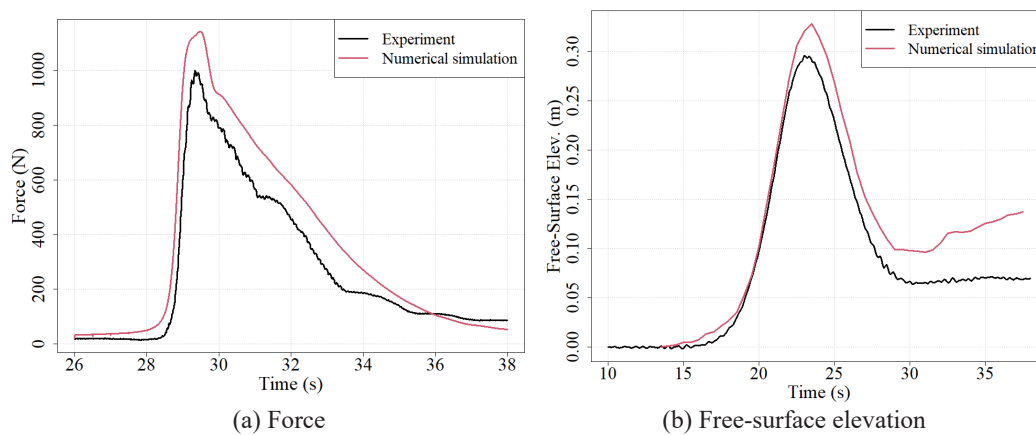 Experiment
Numerical simulation
Force (N)
0
200
400
600
800
1000
26 28 30 32 34 36 38
Time (s)
(a) Force
Experiment
Numerical simulation
Free-Surface Elev. (m)
0.00
0.05
0.10
0.15
0.20
0.25
0.30
10 15 20 25 30 35
Time (s)
(b) Free-surface elevation